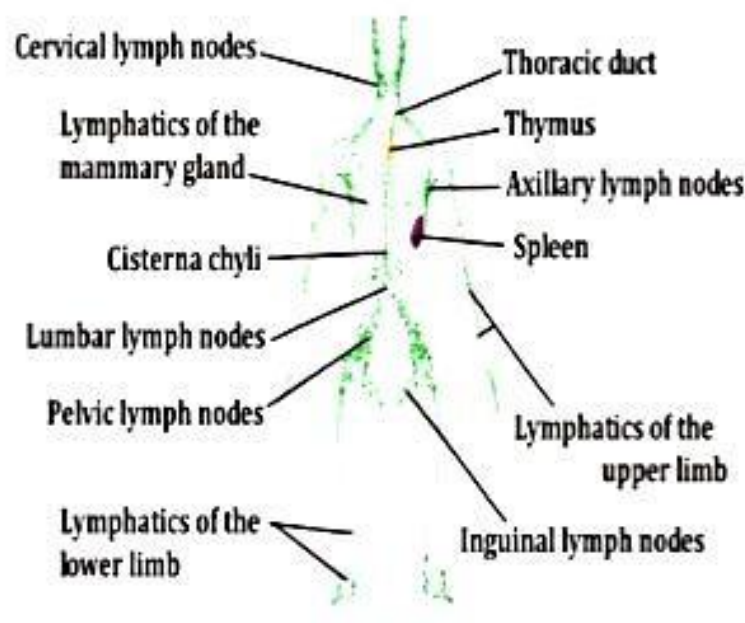 Cervical lymph nodes
Thoracic duct
Lymphatics of the
mammary gland
Thymus
Axillary lymph nodes
Cisterna chyli
Spleen
Lumbar lymph nodes
Pelvic lymph nodes
Lymphatics of the
upper limb
Lymphatics of the
lower limb
Inguinal lymph nodes